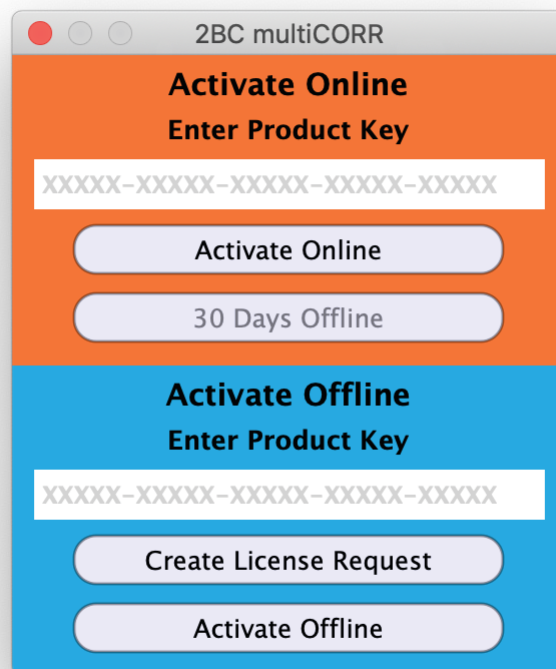 2BC multiCORR
Activate Online
Enter Product Key
XXXXX-XXXXX-XXXXX-XXXXX-XXXXX
Activate Online
30 Days Offline
Activate Offline
Enter Product Key
XXXXX-XXXXX-XXXXX-XXXXX-XXXXX
Create License Request
Activate Offline